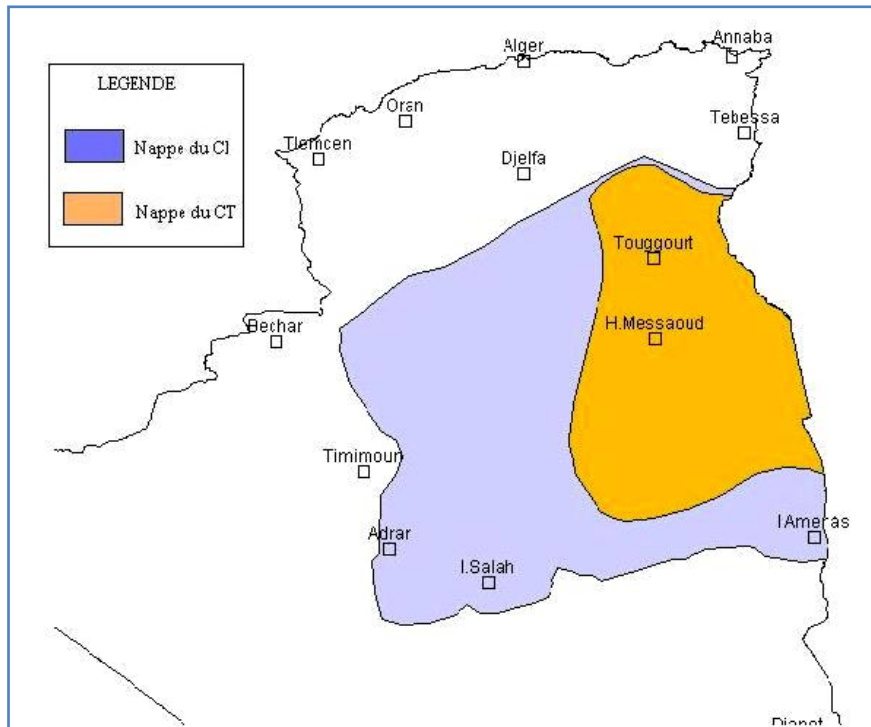 LEGENDE
Nappe du CI
Nappe du CT
Alger
Annaba
Oran
Tebessa
Tlemcen
Djelfa
Touggourt
H.Messaoud
Bechar
Timimoun
Adrar
I.Salah
I.Amenas